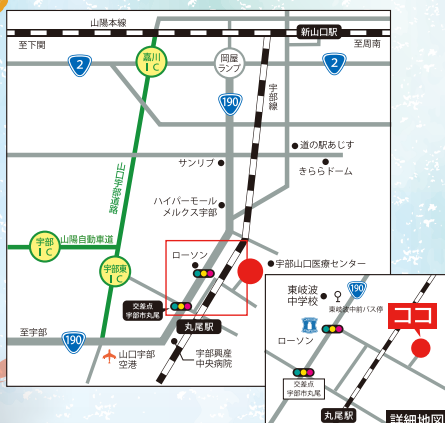 山陽本線
新山口駅
至下関
嘉川
IC
岡屋
ランプ
至周南
2
2
190
宇部線
山口宇部道路
サンリブ
道の駅あじす
きららドーム
ハイパーモール
メルクス宇部
宇部
IC
山陽自動車道
宇部東
IC
ローソン
宇部山口医療センター
交差点
宇部市丸尾
丸尾駅
至宇部
190
山口宇部
空港
宇部興産
中央病院
190
東岐波
中学校
東岐波中前バス停
ココ
ローソン
交差点
宇部市丸尾
丸尾駅
詳細地図